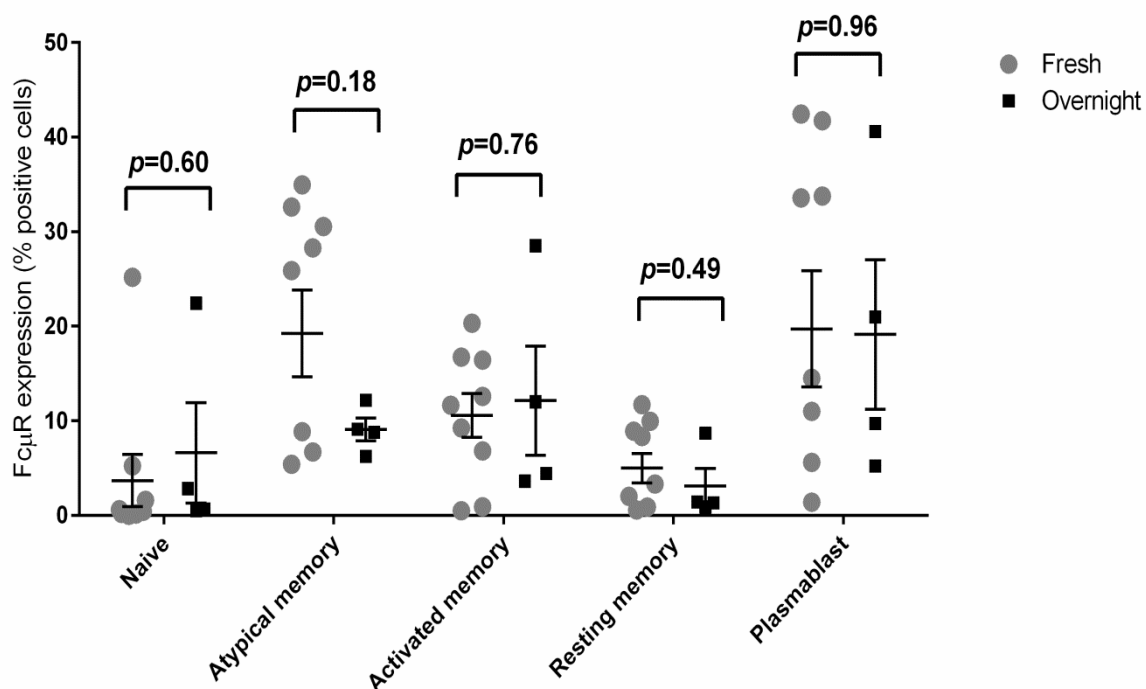 FcμR expression (% positive cells)
50
40
30
20
10
0
p=0.60
p=0.18
p=0.76
p=0.49
p=0.96
Fresh
Overnight
Naive
Atypical memory
Activated memory
Resting memory
Plasmablast